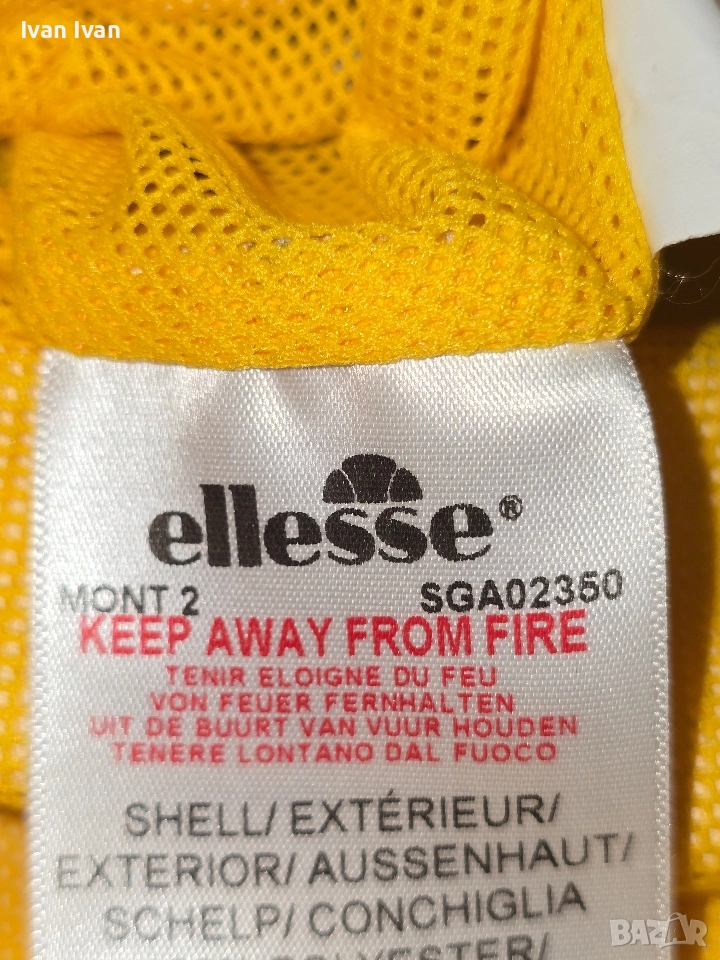 Ivan Ivan
ellesse®
MONT 2 SGA02350
KEEP AWAY FROM FIRE
TENIR ELOIGNE DU FEU
VON FEUER FERNHALTEN
UIT DE BUURT VAN VUUR HOUDEN
TENERE LONTANO DAL FUOCO
SHELL/ EXTÉRIEUR/
EXTERIOR/ AUSSENHAUT/
SCHELP/ CONCHIGLIA
POLYESTER/
BAZAR